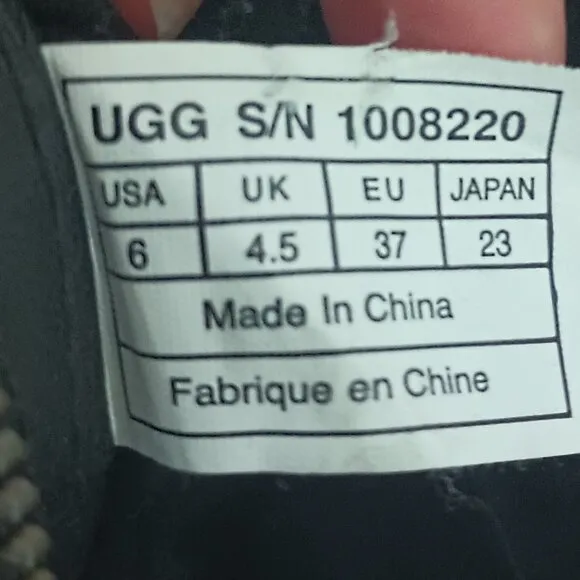 UGG S/N 1008220
USA UK EU JAPAN
6 4.5 37 23
Made In China
Fabrique en Chine